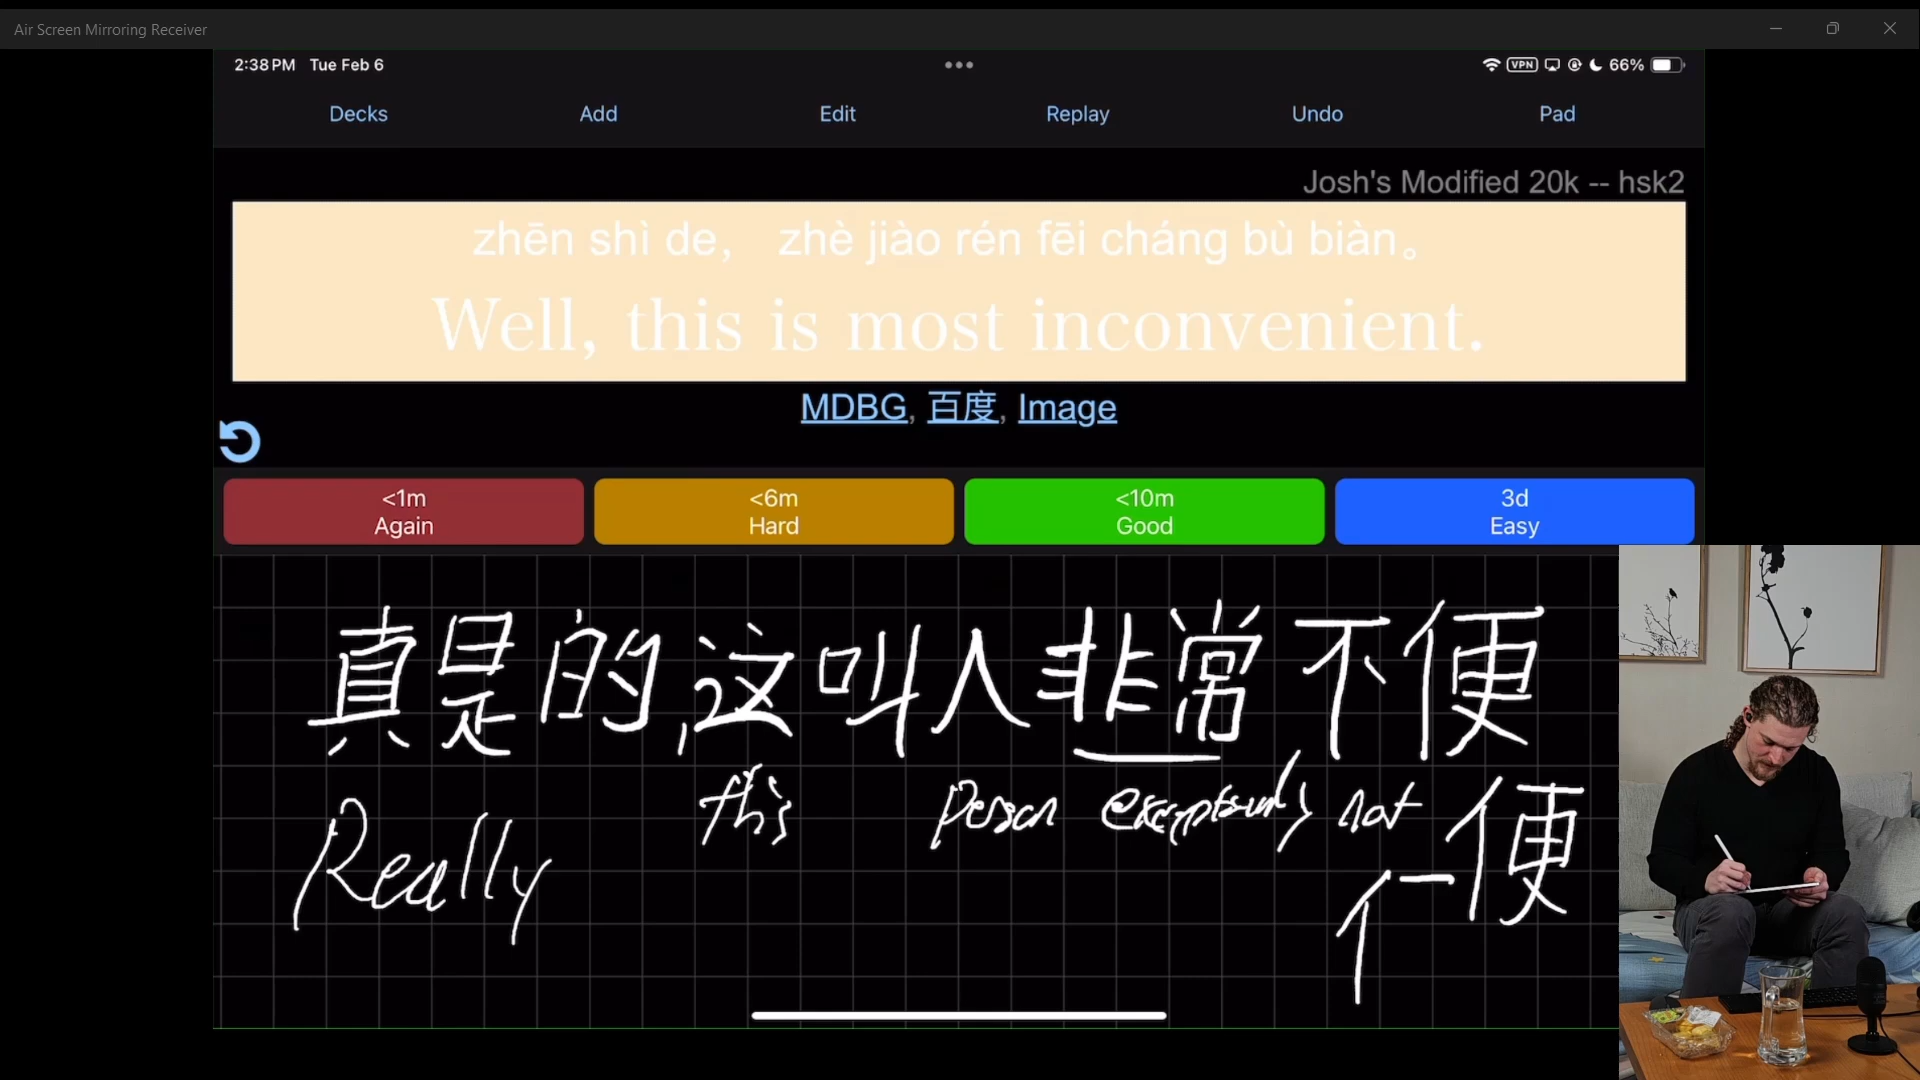 Air Screen Mirroring Receiver
2:38 PM Tue Feb 6
VPN 66%
Decks Add Edit Replay Undo Pad
Josh's Modified 20k -- hsk2
zhēn shì de， zhè jiào rén fēi cháng bù biàn。
Well, this is most inconvenient.
MDBG, 百度, Image
<1m <6m <10m 3d
Again Hard Good Easy
真是的,这叫人非常不便
this person exceptionally not 便
Really